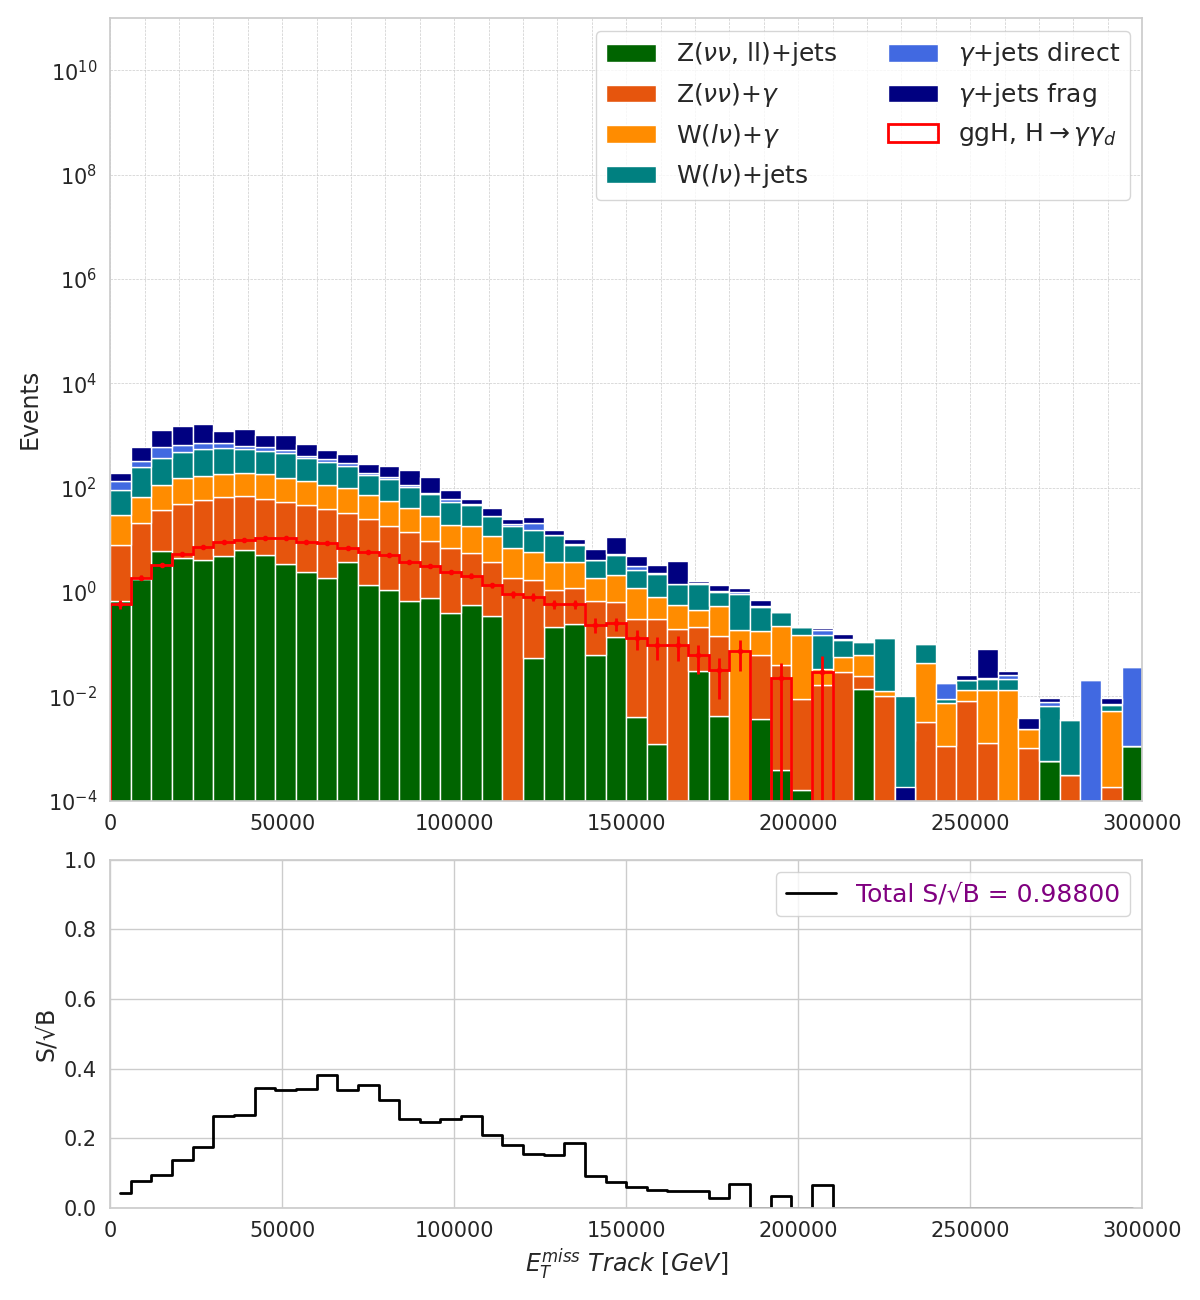 Z(νν, ll)+jets
Z(νν)+γ
W(lν)+γ
W(lν)+jets
γ+jets direct
γ+jets frag
ggH, H→γγ_d
Events
10^10
10^8
10^6
10^4
10^2
10^0
10^−2
10^−4
0 50000 100000 150000 200000 250000 300000
Total S/√B = 0.98800
S/√B
1.0
0.8
0.6
0.4
0.2
0.0
0 50000 100000 150000 200000 250000 300000
E_T^miss Track [GeV]